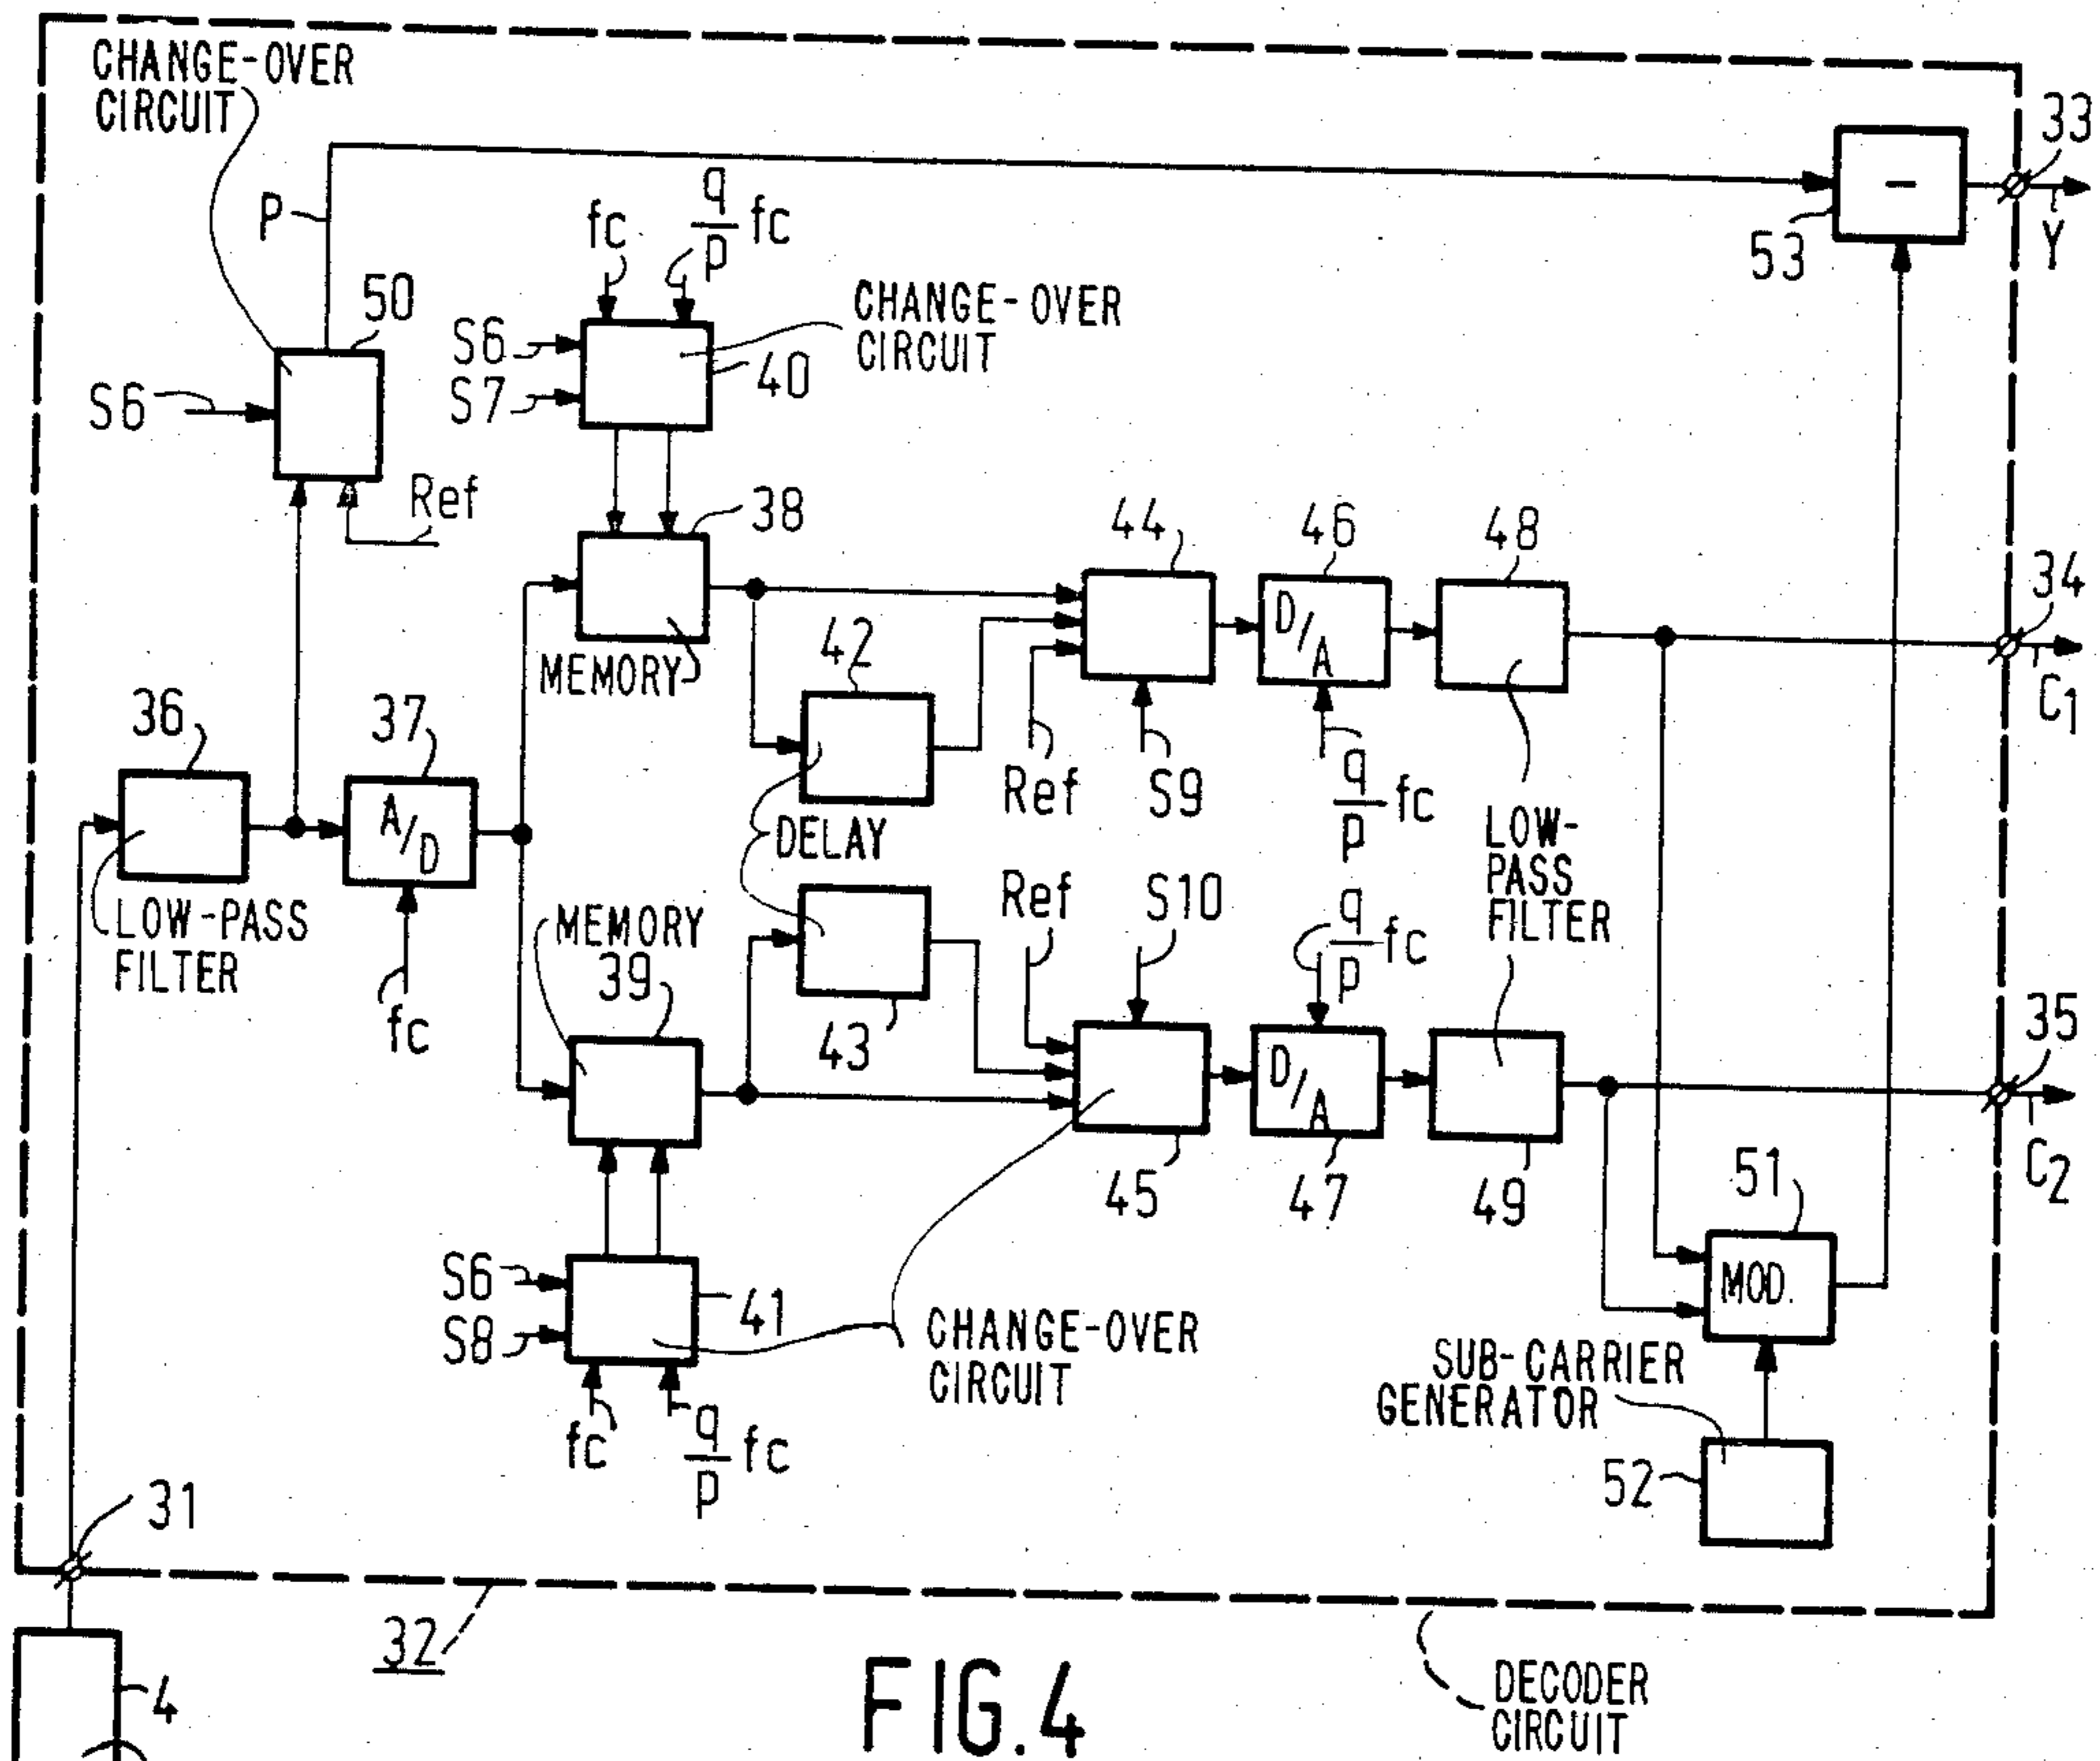 CHANGE-OVER
CIRCUIT
33
P
fc
q/p fc
-
53
Y
50
CHANGE-OVER
CIRCUIT
S6
S7
40
S6
Ref
38
44
46
48
34
D/A
MEMORY
42
C1
36
37
Ref
S9
q/p fc
A/D
DELAY
LOW-
PASS
FILTER
LOW-PASS
FILTER
fc
MEMORY
39
Ref
S10
q/p fc
43
35
D/A
45
47
49
51
C2
S6
S8
41
MOD.
CHANGE-OVER
CIRCUIT
SUB-CARRIER
GENERATOR
fc
q/p fc
52
31
32
4
FIG.4
DECODER
CIRCUIT